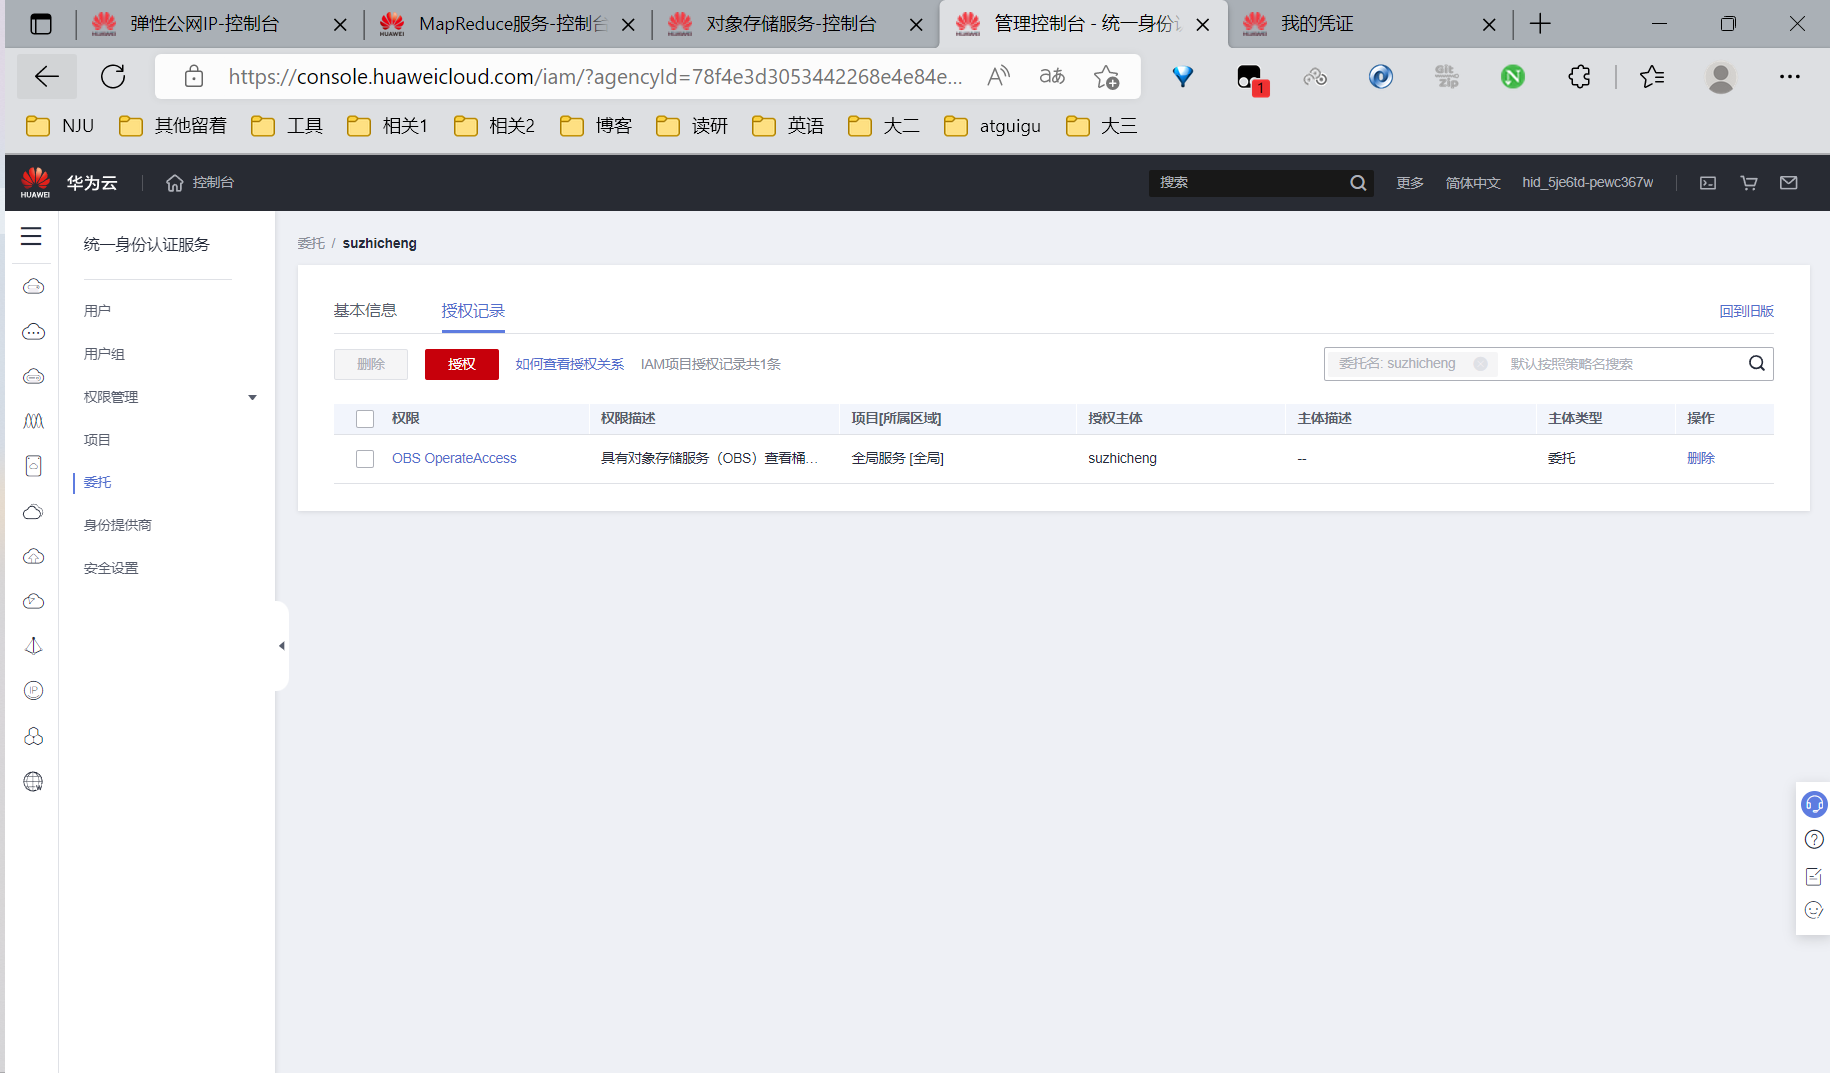 弹性公网IP-控制台
MapReduce服务-控制台
对象存储服务-控制台
管理控制台 - 统一身份认
我的凭证
https://console.huaweicloud.com/iam/?agencyId=78f4e3d3053442268e4e84e...
1
NJU
其他留着
工具
相关1
相关2
博客
读研
英语
大二
atguigu
大三
HUAWEI
华为云
控制台
搜索
更多
简体中文
hid_5je6td-pewc367w
统一身份认证服务
用户
用户组
权限管理
项目
委托
身份提供商
安全设置
委托 / suzhicheng
基本信息
授权记录
回到旧版
删除
授权
如何查看授权关系
IAM项目授权记录共1条
委托名: suzhicheng
默认按照策略名搜索
权限 权限描述 项目[所属区域] 授权主体 主体描述 主体类型 操作
OBS OperateAccess 具有对象存储服务（OBS）查看桶... 全局服务 [全局] suzhicheng -- 委托 删除